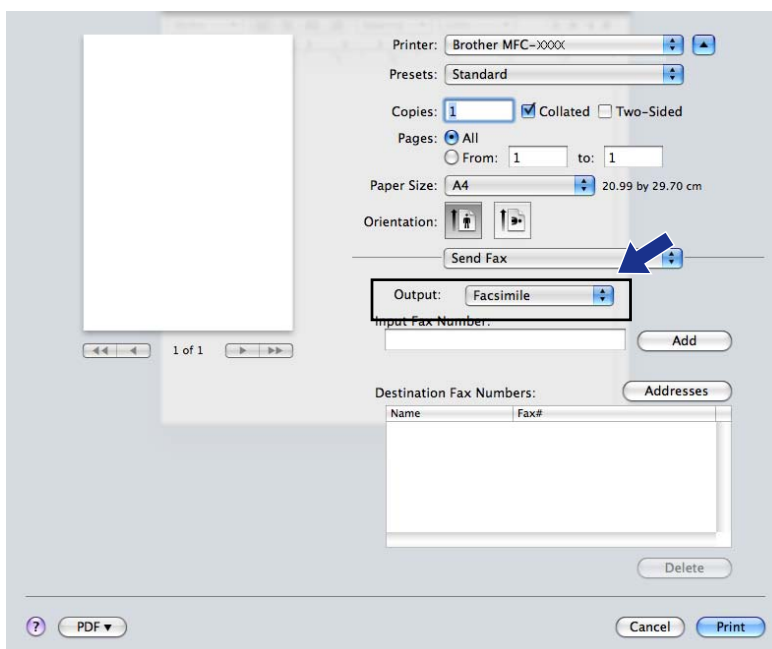 Printer: Brother MFC-XXXX
Presets: Standard
Copies: 1 Collated Two-Sided
Pages: All
From: 1 to: 1
Paper Size: A4 20.99 by 29.70 cm
Orientation:
Send Fax
Output: Facsimile
Input Fax Number:
Add
1 of 1
Destination Fax Numbers: Addresses
Name Fax#
Delete
? PDF Cancel Print